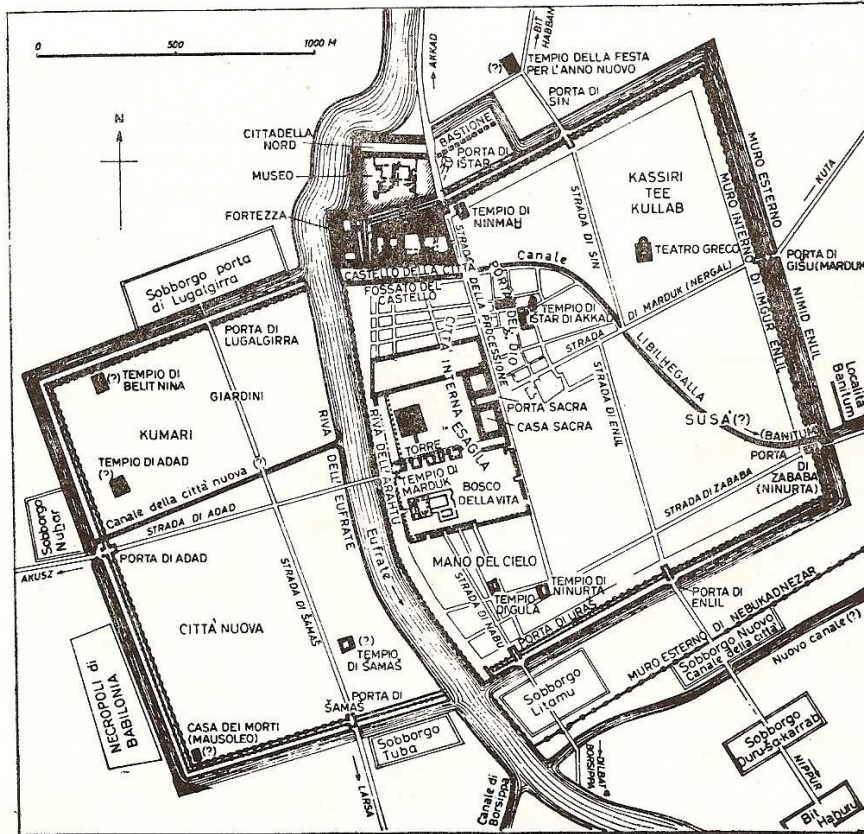 0 500 1000 M
N
AKKAD
BIT HABBAN
TEMPIO DELLA FESTA
PER L'ANNO NUOVO
(?)
PORTA DI
SIN
CITTADELLA
NORD
BASTIONE
PORTA DI
IŠTAR
MUSEO
FORTEZZA
TEMPIO DI
NINMAH
STRADA DI SIN
KASSIRI
TEE
KULLAB
TEATRO GRECO
MURO ESTERNO
MURO INTERNO DI IMGUR ENLIL
NIMID ENLIL
KUTA
PORTA DI
GISU (MARDUK)
Sobborgo porta
di Lugalgirra
CASTELLO DELLA CITTÀ
FOSSATO DEL
CASTELLO
STRADA DELLA PROCESSIONE
Canale
LIBILHEGALLA
PORTA DEL DIO
TEMPIO DI
IŠTAR DI AKKAD
STRADA DI MARDUK (NERGAL)
PORTA DI
LUGALGIRRA
(?) TEMPIO DI
BELIT NINA
GIARDINI
KUMARI
TEMPIO DI ADAD
(?)
RIVA DELL'EUFRATE
RIVA DELL'ARAHTU
CITTÀ INTERNA ESAGILA
PORTA SACRA
CASA SACRA
STRADA DI ENLIL
SUSA (?)
(BANITUM)
Località
Banitum
TORRE
TEMPIO DI
MARDUK
BOSCO
DELLA VITA
PORTA
DI
ZABABA
(NINURTA)
STRADA DI ZABABA
Canale della città nuova (?)
STRADA DI ADAD
Sobborgo
Nuhar
AKUSZ
PORTA DI ADAD
STRADA DI ŠAMAŠ
Eufrate
MANO DEL CIELO
STRADA DI NABU
TEMPIO
DI GULA
TEMPIO DI
NINURTA
PORTA DI URAŠ
PORTA DI
ENLIL
CITTÀ NUOVA
(?)
TEMPIO
DI ŠAMAŠ
MURO ESTERNO DI NEBUKADNEZAR
Sobborgo Nuovo
Canale della città
Nuovo canale (?)
NECROPOLI di
BABILONIA
CASA DEI MORTI
(MAUSOLEO)
(?)
PORTA DI
ŠAMAŠ
Sobborgo
Tuba
Sobborgo
Litamu
LARSA
Canale di
Borsippa
DILBAT
BORSIPPA
Sobborgo
Duru-ša-karrab
NIPPUR
Bit
Haburu